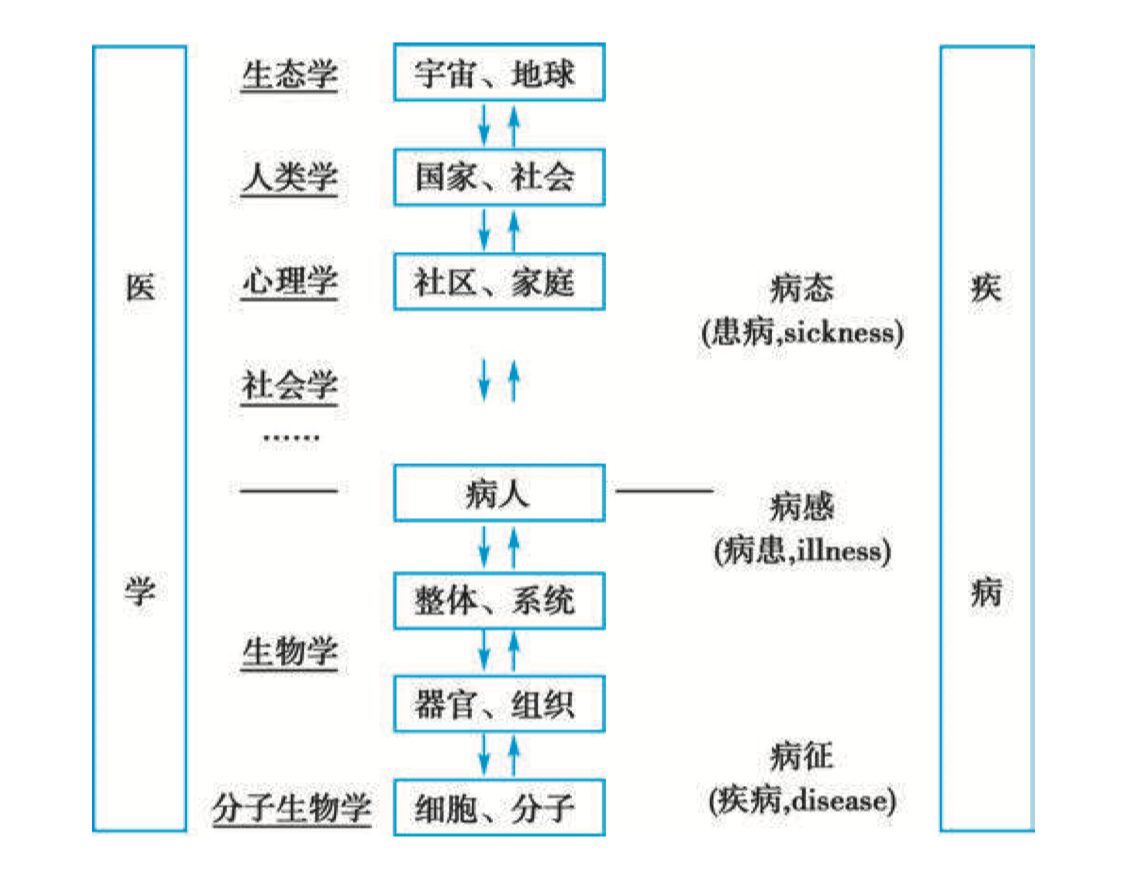 生态学
宇宙、地球
人类学
国家、社会
心理学
社区、家庭
医
病态
(患病,sickness)
疾
社会学
……
病人
病感
(病患,illness)
整体、系统
学
病
生物学
器官、组织
病征
(疾病,disease)
分子生物学
细胞、分子